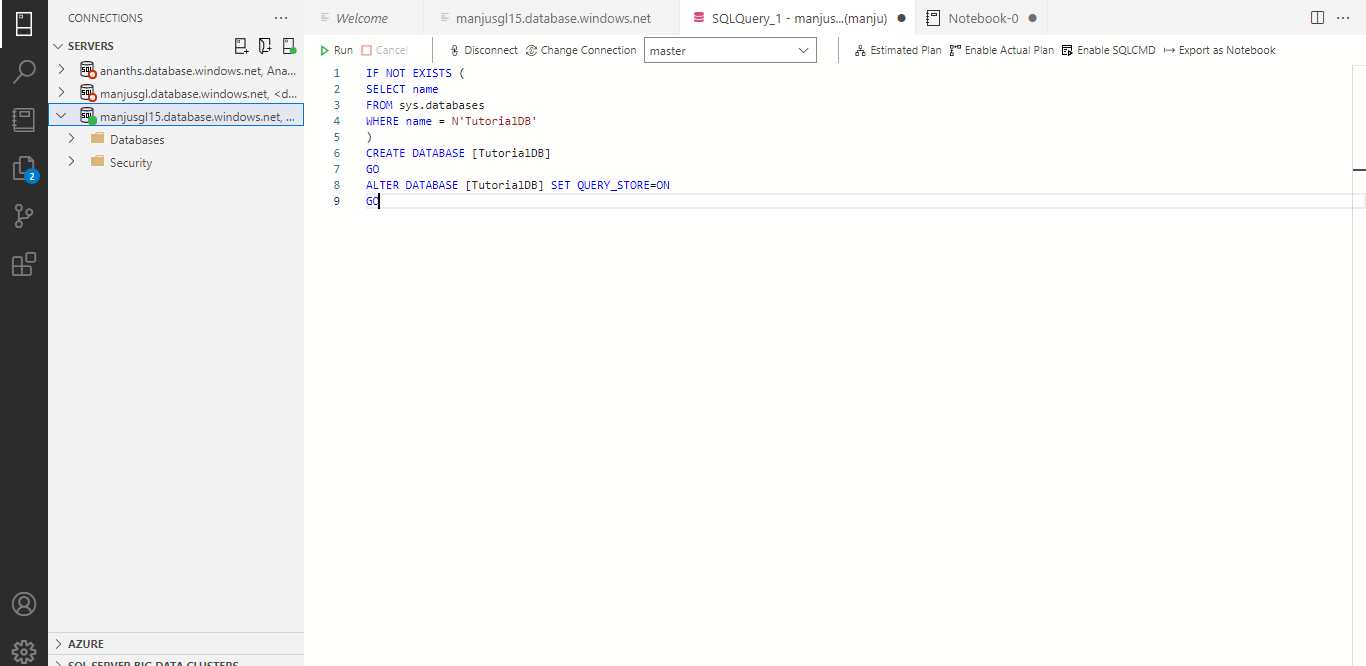 CONNECTIONS
SERVERS
ananths.database.windows.net, Ana...
manjusgl.database.windows.net, <d...
manjusgl15.database.windows.net, ...
Databases
Security
AZURE
SQL SERVER BIG DATA CLUSTERS
2
Welcome
manjusgl15.database.windows.net
SQLQuery_1 - manjus...(manju)
Notebook-0
Run
Cancel
Disconnect
Change Connection
master
Estimated Plan
Enable Actual Plan
Enable SQLCMD
Export as Notebook
1 IF NOT EXISTS (
2 SELECT name
3 FROM sys.databases
4 WHERE name = N'TutorialDB'
5 )
6 CREATE DATABASE [TutorialDB]
7 GO
8 ALTER DATABASE [TutorialDB] SET QUERY_STORE=ON
9 GO